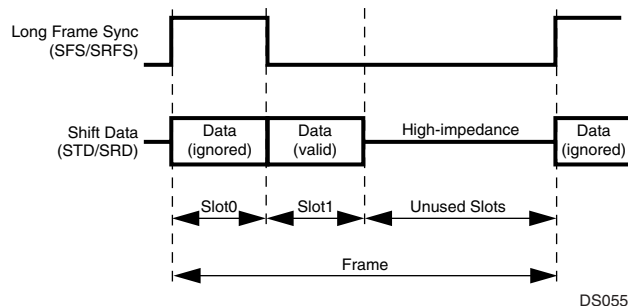 Long Frame Sync
(SFS/SRFS)
Shift Data
(STD/SRD)
Data
(ignored)
Data
(valid)
High-impedance
Data
(ignored)
Slot0
Slot1
Unused Slots
Frame
DS055